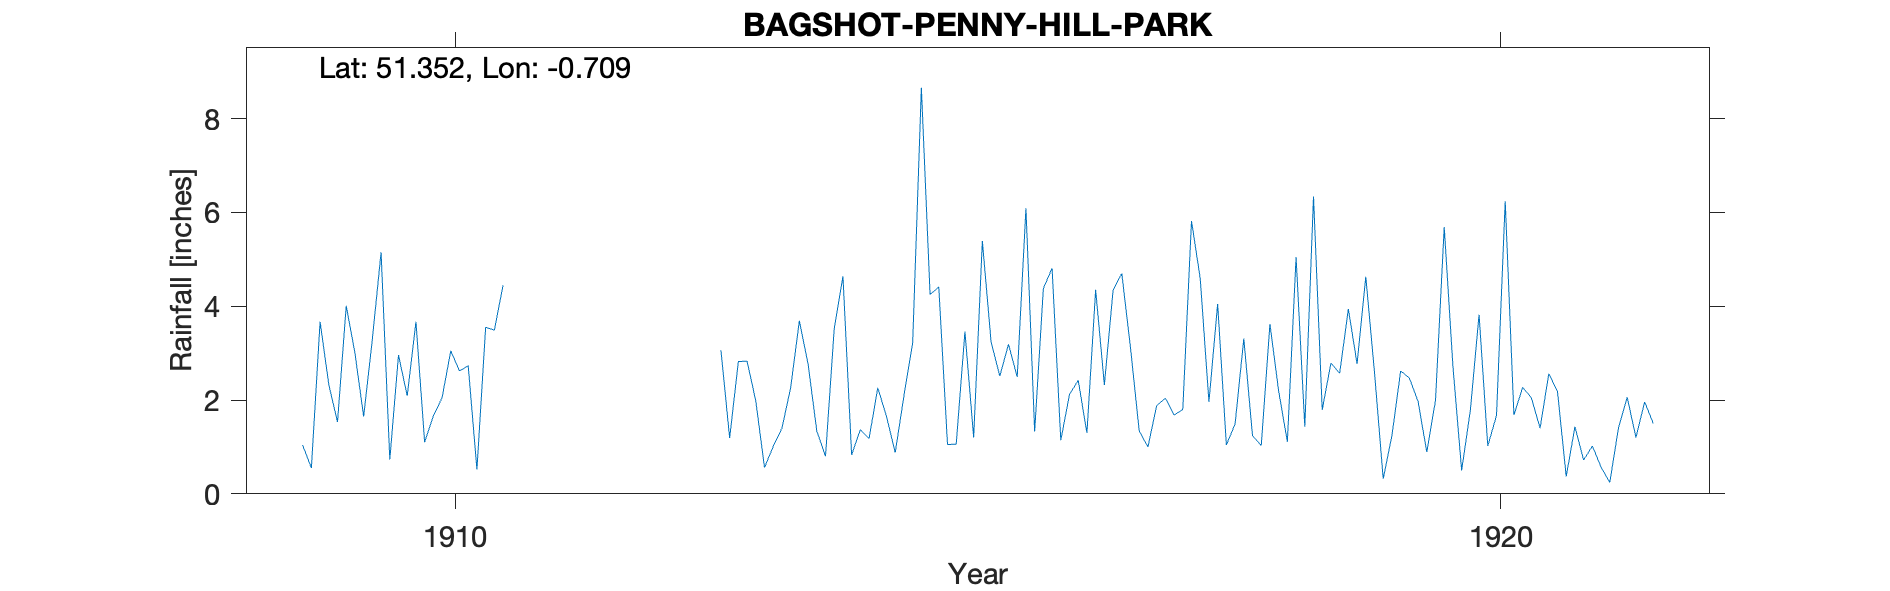 BAGSHOT-PENNY-HILL-PARK
Lat: 51.352, Lon: -0.709
8
6
4
2
0
Rainfall [inches]
1910
1920
Year